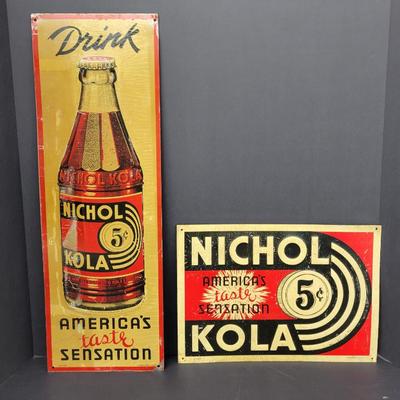 Drink
NICHOL KOLA
NICHOL
5¢
KOLA
AMERICA'S
taste
SENSATION
NICHOL
AMERICA'S
taste
SENSATION
5¢
KOLA